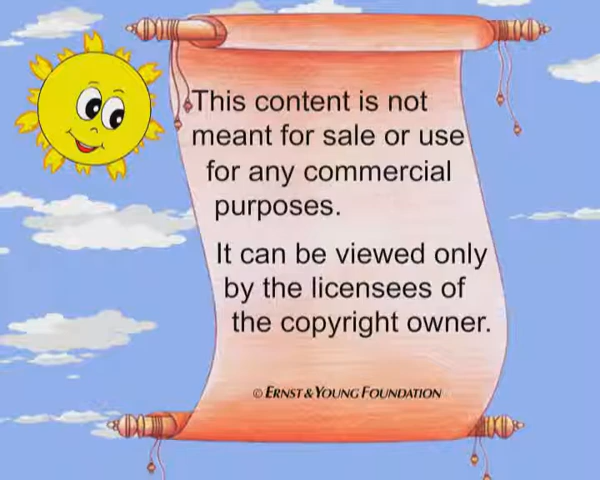 This content is not
meant for sale or use
for any commercial
purposes.
It can be viewed only
by the licensees of
the copyright owner.
© ERNST & YOUNG FOUNDATION